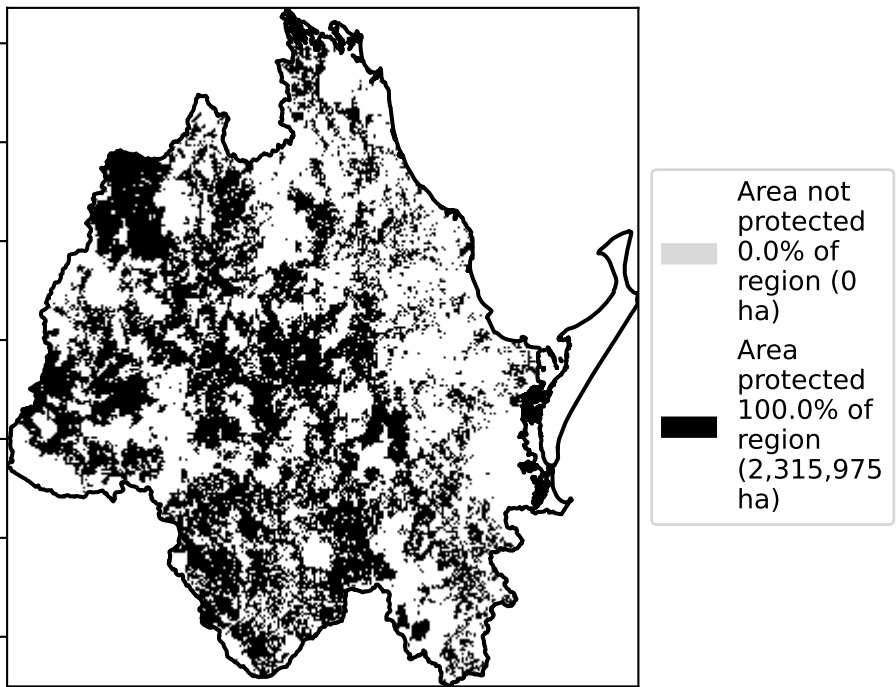 Area not
protected
0.0% of
region (0
ha)
Area
protected
100.0% of
region
(2,315,975
ha)